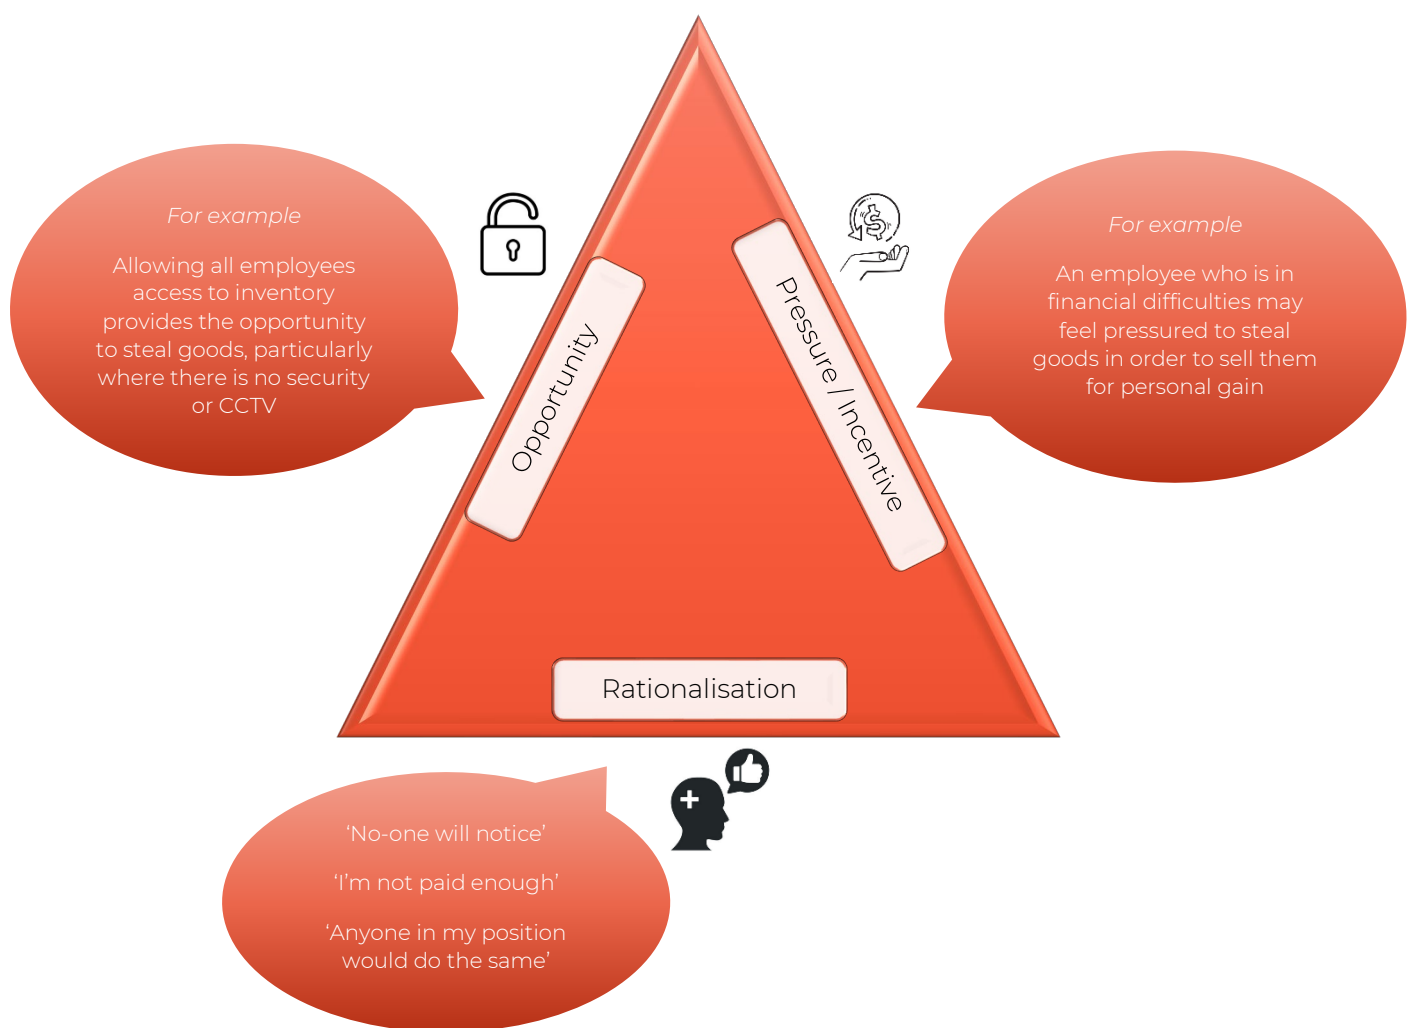 For example
Allowing all employees
access to inventory
provides the opportunity
to steal goods, particularly
where there is no security
or CCTV
Opportunity
$
Pressure / Incentive
For example
An employee who is in
financial difficulties may
feel pressured to steal
goods in order to sell them
for personal gain
Rationalisation
‘No-one will notice’
‘I’m not paid enough’
‘Anyone in my position
would do the same’